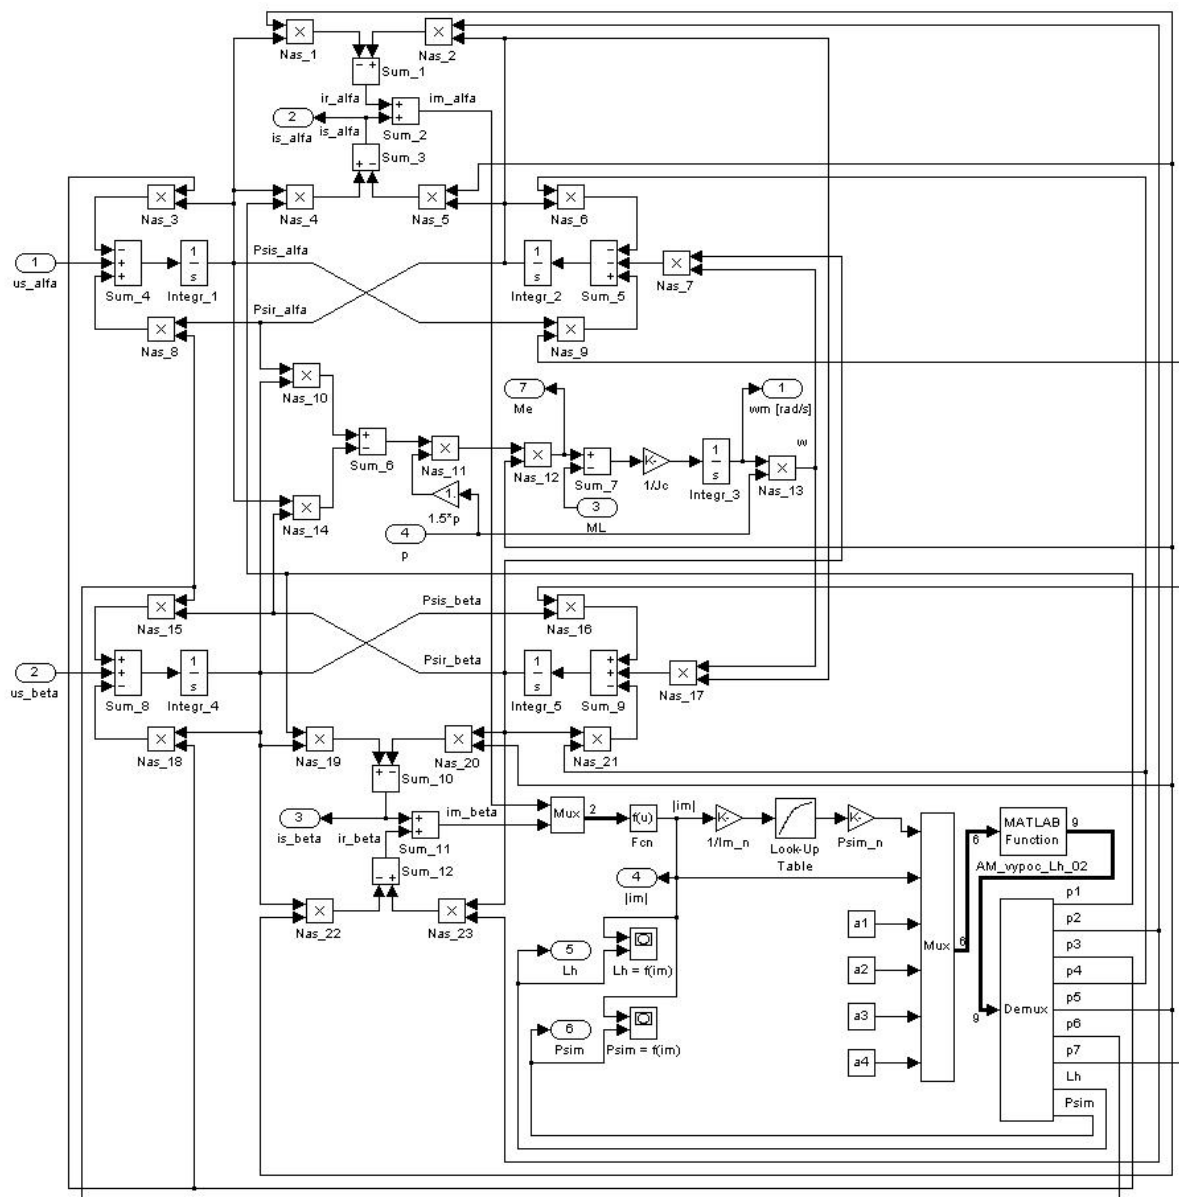 Nas_1
Nas_2
- +
Sum_1
ir_alfa
im_alfa
2
is_alfa
is_alfa
+
+
Sum_2
+ -
Sum_3
Nas_3
Nas_4
Nas_5
Nas_6
1
us_alfa
-
+
+
Sum_4
1
s
Integr_1
Psis_alfa
1
s
Integr_2
-
-
+
Sum_5
Nas_7
Psir_alfa
Nas_8
Nas_9
Nas_10
7
Me
1
wm [rad/s]
w
+
-
Sum_6
Nas_11
Nas_12
+
-
Sum_7
K-
1/Jc
1
s
Integr_3
Nas_13
Nas_14
1.
1.5*p
4
p
3
ML
Nas_15
Psis_beta
Nas_16
2
us_beta
+
+
-
Sum_8
1
s
Integr_4
Psir_beta
1
s
Integr_5
+
+
-
Sum_9
Nas_17
Nas_18
Nas_19
Nas_20
Nas_21
+ -
Sum_10
3
is_beta
ir_beta
+
+
Sum_11
im_beta
Mux
2
f(u)
Fcn
|im|
K-
1/Im_n
Look-Up
Table
K-
Psim_n
6
MATLAB
Function
9
AM_vypoc_Lh_02
- +
Sum_12
4
|im|
Nas_22
Nas_23
a1
a2
a3
a4
Mux
6
9
Demux
p1
p2
p3
p4
p5
p6
p7
Lh
Psim
5
Lh
Lh = f(im)
6
Psim
Psim = f(im)